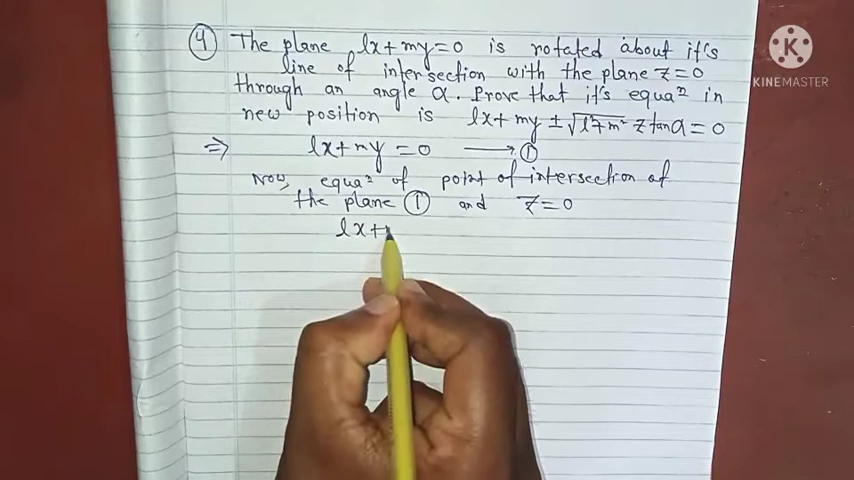 ④ The plane lx + my = 0 is rotated about it's
line of intersection with the plane z = 0
through an angle α. Prove that it's equaⁿ in
new position is lx + my ± √l²+m² z tanα = 0
⇒ lx + my = 0 → ①
Now, equaⁿ of point of intersection of
the plane ① and z = 0
lx +
K
KINEMASTER